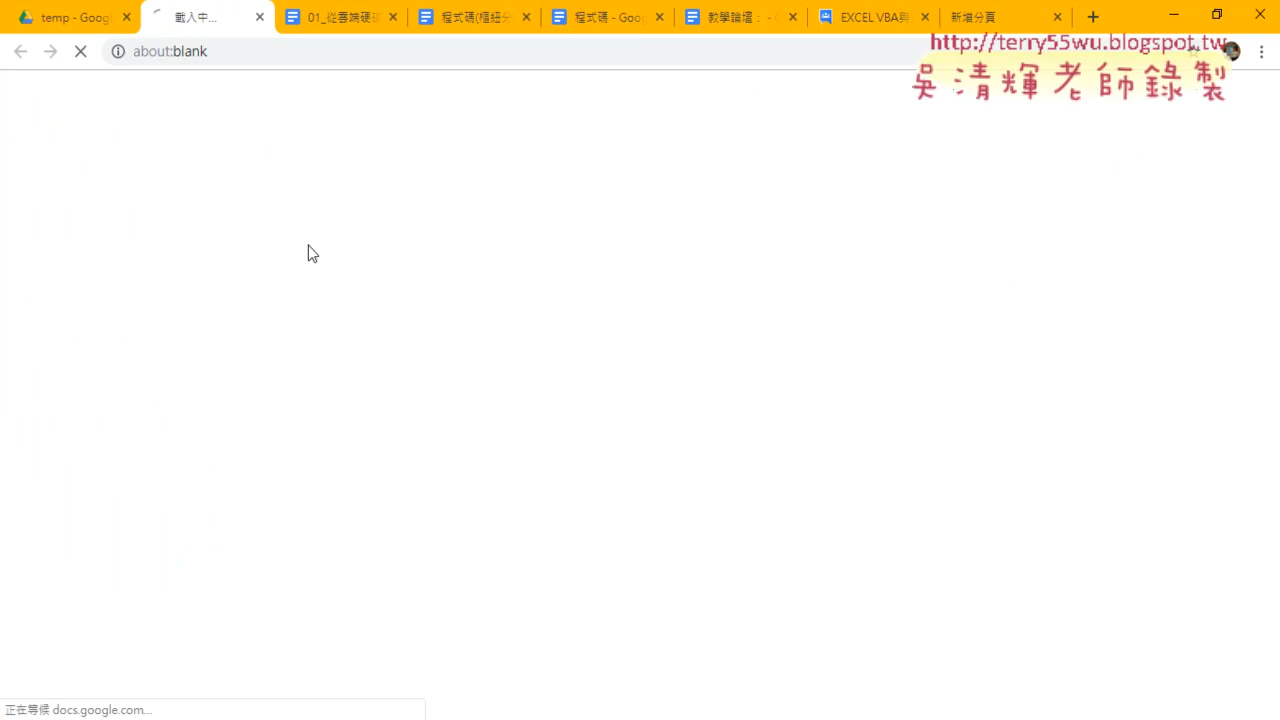 temp - Goog
載入中...
01_從雲端硬碟
程式碼(樞紐分
程式碼 - Goog
教學論壇： - G
EXCEL VBA與
新增分頁
about:blank
http://terry55wu.blogspot.tw
吳清輝老師錄製
正在等候 docs.google.com...